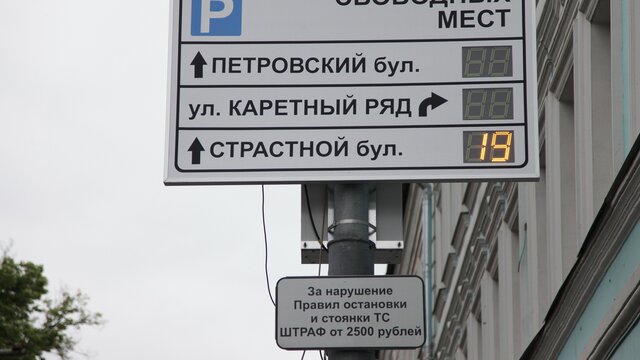 P СВОБОДНЫХ
МЕСТ
ПЕТРОВСКИЙ бул.
ул. КАРЕТНЫЙ РЯД
СТРАСТНОЙ бул. 19
За нарушение
Правил остановки
и стоянки ТС
ШТРАФ от 2500 рублей